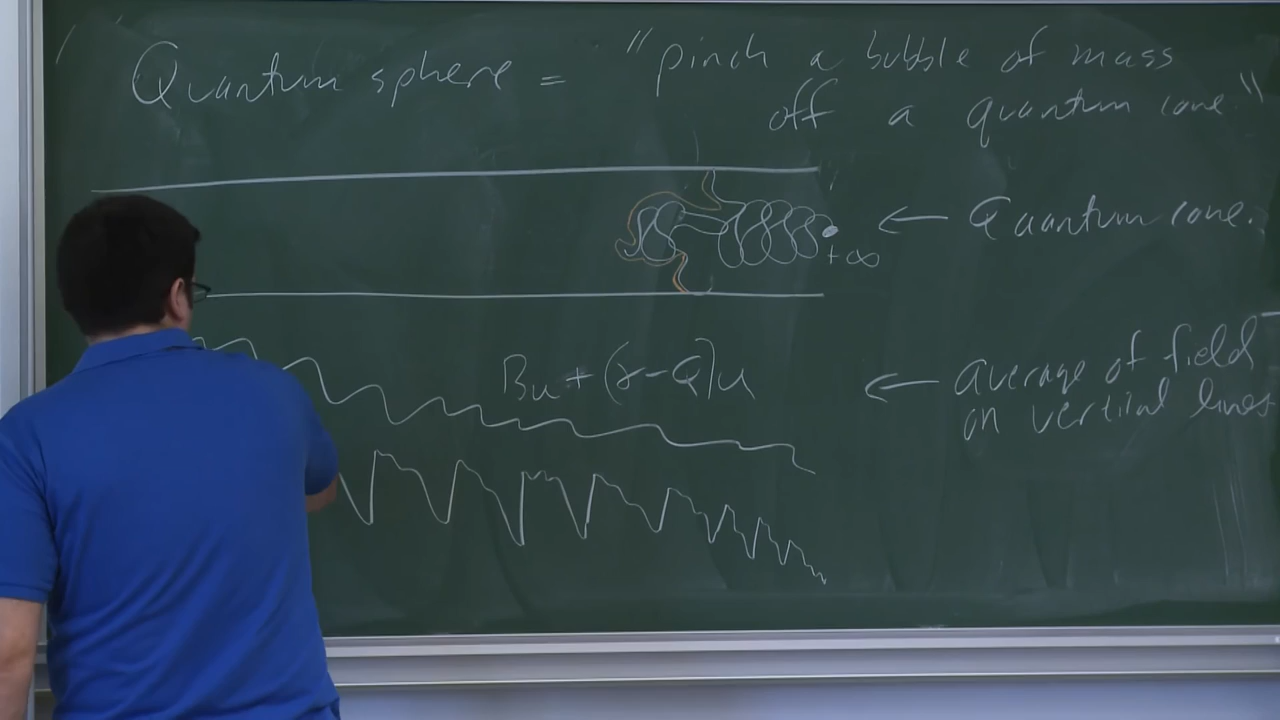 Quantum sphere = "pinch a bubble of mass
off a quantum cone"
← Quantum cone.
+∞
Bu + (γ-Q)u
← average of field
on vertical lines